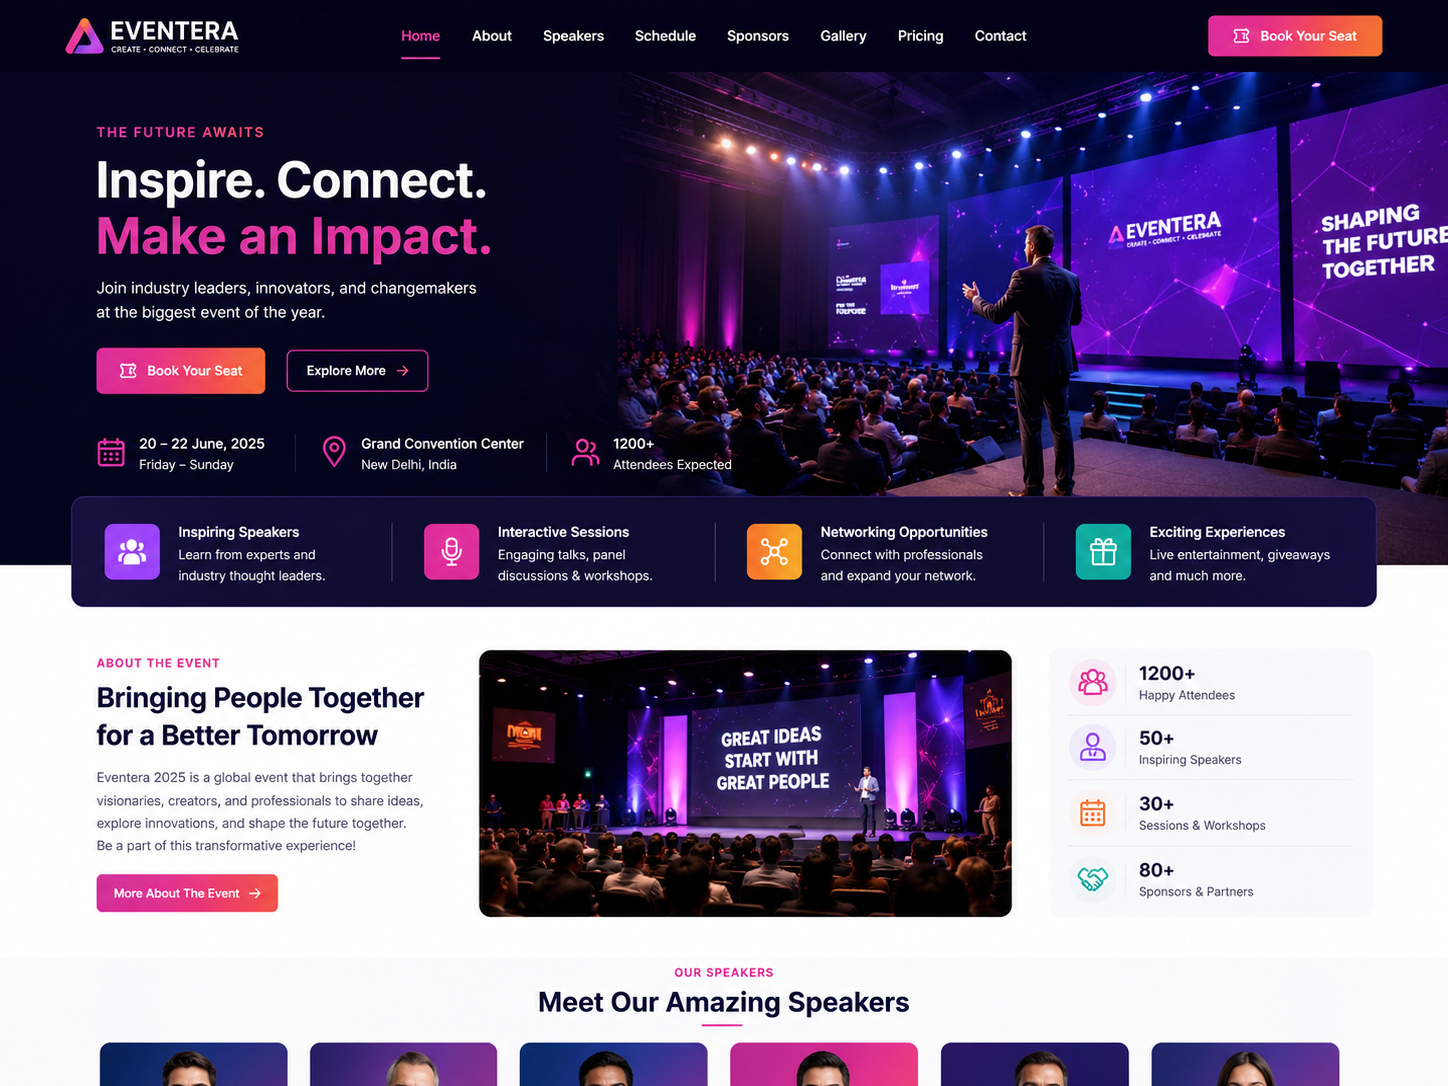 EVENTERA
CREATE • CONNECT • CELEBRATE
Home
About
Speakers
Schedule
Sponsors
Gallery
Pricing
Contact
Book Your Seat
THE FUTURE AWAITS
Inspire. Connect.
Make an Impact.
Join industry leaders, innovators, and changemakers
at the biggest event of the year.
Book Your Seat
Explore More
20 – 22 June, 2025
Friday – Sunday
Grand Convention Center
New Delhi, India
1200+
Attendees Expected
EVENTERA
CREATE • CONNECT • CELEBRATE
SHAPING
THE FUTURE
TOGETHER
Inspiring Speakers
Learn from experts and
industry thought leaders.
Interactive Sessions
Engaging talks, panel
discussions & workshops.
Networking Opportunities
Connect with professionals
and expand your network.
Exciting Experiences
Live entertainment, giveaways
and much more.
ABOUT THE EVENT
Bringing People Together
for a Better Tomorrow
Eventera 2025 is a global event that brings together
visionaries, creators, and professionals to share ideas,
explore innovations, and shape the future together.
Be a part of this transformative experience!
More About The Event
GREAT IDEAS
START WITH
GREAT PEOPLE
1200+
Happy Attendees
50+
Inspiring Speakers
30+
Sessions & Workshops
80+
Sponsors & Partners
OUR SPEAKERS
Meet Our Amazing Speakers